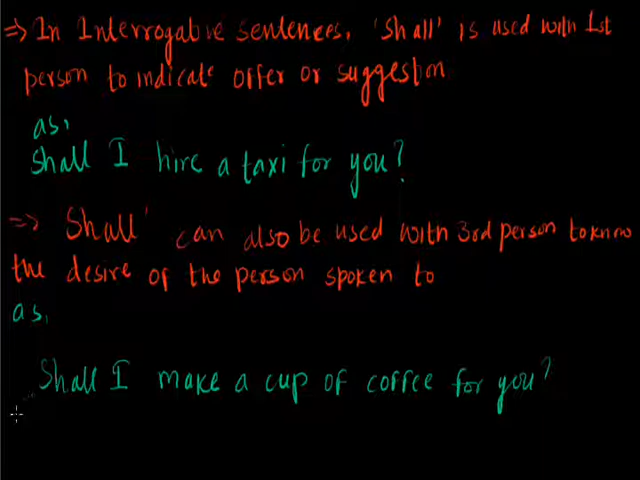 => In Interrogative sentences, 'shall' is used with 1st
person to indicate offer or suggestion
as,
Shall I hire a taxi for you?
=> Shall' can also be used with 3rd person to know
the desire of the person spoken to
as,
Shall I make a cup of coffee for you?